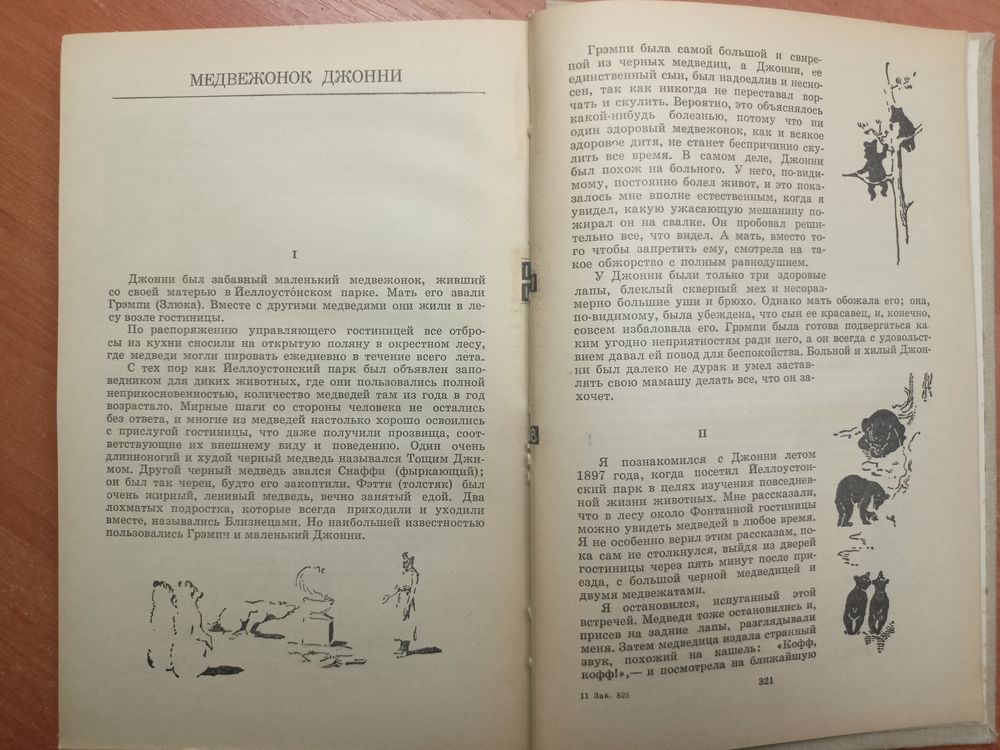 МЕДВЕЖОНОК ДЖОННИ
I
Джонни был забавный маленький медвежонок, живший
со своей матерью в Йеллоусто́нском парке. Мать его звали
Грэмпи (Злюка). Вместе с другими медведями они жили в ле-
су возле гостиницы.
По распоряжению управляющего гостиницей все отбро-
сы из кухни сносили на открытую поляну в окрестном лесу,
где медведи могли пировать ежедневно в течение всего лета.
С тех пор как Йеллоустонский парк был объявлен запо-
ведником для диких животных, где они пользовались полной
неприкосновенностью, количество медведей там из года в год
возрастало. Мирные шаги со стороны человека не остались
без ответа, и многие из медведей настолько хорошо освоились
с прислугой гостиницы, что даже получили прозвища, соот-
ветствующие их внешнему виду и поведению. Один очень
длинноногий и худой черный медведь назывался Тощим Джи-
мом. Другой черный медведь звался Снаффи (фыркающий);
он был так черен, будто его закоптили. Фэтти (толстяк) был
очень жирный, ленивый медведь, вечно занятый едой. Два
лохматых подростка, которые всегда приходили и уходили
вместе, назывались Близнецами. Но наибольшей известностью
пользовались Грэмпи и маленький Джонни.
Грэмпи была самой большой и свире-
пой из черных медведиц, а Джонни, ее
единственный сын, был надоедлив и несно-
сен, так как никогда не переставал вор-
чать и скулить. Вероятно, это объяснялось
какой-нибудь болезнью, потому что ни
один здоровый медвежонок, как и всякое
здоровое дитя, не станет беспричинно ску-
лить все время. В самом деле, Джонни
был похож на больного. У него, по-види-
мому, постоянно болел живот, и это пока-
залось мне вполне естественным, когда я
увидел, какую ужасающую мешанину по-
жирал он на свалке. Он пробовал реши-
тельно все, что видел. А мать, вместо то-
го чтобы запретить ему, смотрела на та-
кое обжорство с полным равнодушием.
У Джонни были только три здоровые
лапы, блеклый скверный мех и несораз-
мерно большие уши и брюхо. Однако мать обожала его; она,
по-видимому, была убеждена, что сын ее красавец, и, конечно,
совсем избаловала его. Грэмпи была готова подвергаться ка-
ким угодно неприятностям ради него, а он всегда с удовольст-
вием давал ей повод для беспокойства. Больной и хилый Джон-
ни был далеко не дурак и умел застав-
лять свою мамашу делать все, что он за-
хочет.
II
Я познакомился с Джонни летом
1897 года, когда посетил Йеллоустон-
ский парк в целях изучения повседнев-
ной жизни животных. Мне рассказали,
что в лесу около Фонтанной гостиницы
можно увидеть медведей в любое время.
Я не особенно верил этим рассказам, по-
ка сам не столкнулся, выйдя из дверей
гостиницы через пять минут после при-
езда, с большой черной медведицей и
двумя медвежатами.
Я остановился, испуганный этой
встречей. Медведи тоже остановились и,
присев на задние лапы, разглядывали
меня. Затем медведица издала странный
звук, похожий на кашель: «Кофф,
кофф!»,— и посмотрела на ближайшую
321
11 Зак. 826